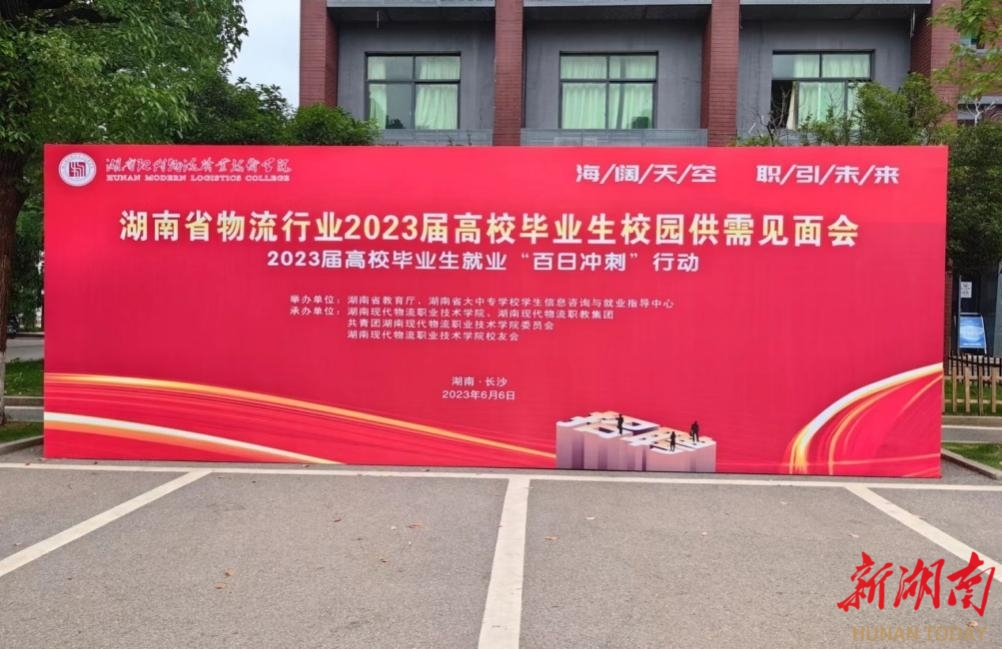 湖南现代物流职业技术学院
HUNAN MODERN LOGISTICS COLLEGE
海/阔/天/空 职/引/未/来
湖南省物流行业2023届高校毕业生校园供需见面会
2023届高校毕业生就业“百日冲刺”行动
举办单位：湖南省教育厅、湖南省大中专学校学生信息咨询与就业指导中心
承办单位：湖南现代物流职业技术学院、湖南现代物流职教集团
共青团湖南现代物流职业技术学院委员会
湖南现代物流职业技术学院校友会
湖南·长沙
2023年6月6日
招聘
新湖南
HUNAN TODAY